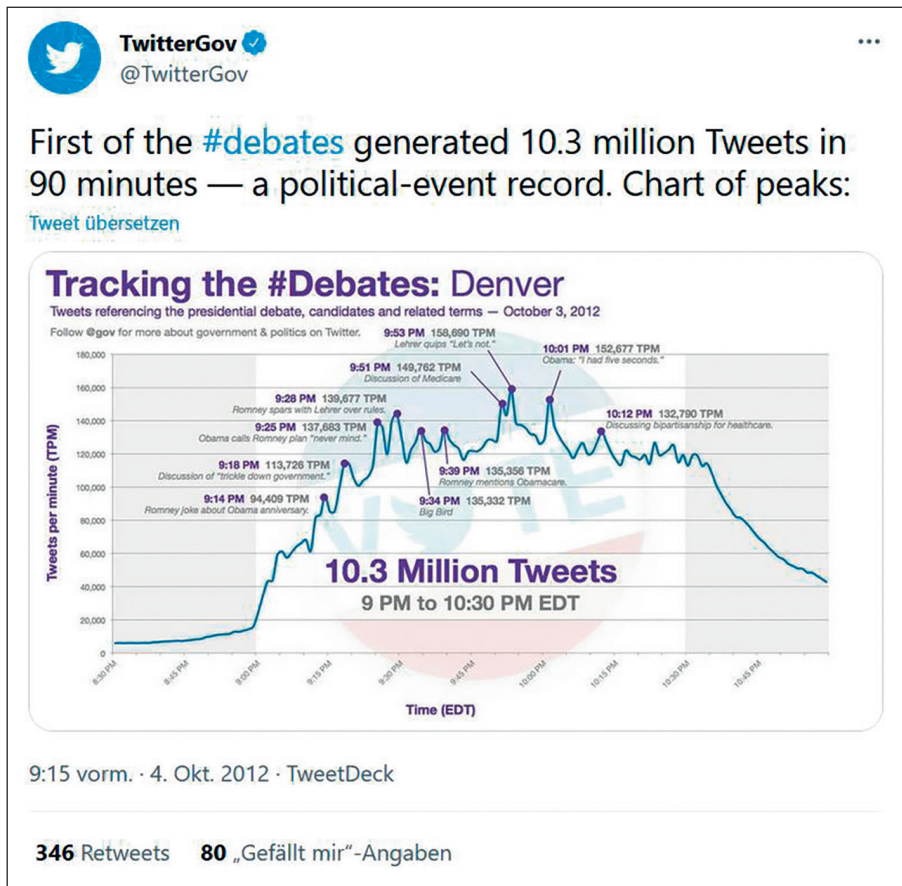 TwitterGov
@TwitterGov
First of the #debates generated 10.3 million Tweets in
90 minutes — a political-event record. Chart of peaks:
Tweet übersetzen
Tracking the #Debates: Denver
Tweets referencing the presidential debate, candidates and related terms — October 3, 2012
Follow @gov for more about government & politics on Twitter.
9:53 PM 158,690 TPM
Lehrer quips "Let's not."
10:01 PM 152,677 TPM
Obama: "I had five seconds."
9:51 PM 149,762 TPM
Discussion of Medicare
9:28 PM 139,677 TPM
Romney spars with Lehrer over rules.
9:25 PM 137,683 TPM
Obama calls Romney plan "never mind."
9:18 PM 113,726 TPM
Discussion of "trickle down government."
9:14 PM 94,409 TPM
Romney joke about Obama anniversary.
10:12 PM 132,790 TPM
Discussing bipartisanship for healthcare.
9:39 PM 135,356 TPM
Romney mentions Obamacare.
9:34 PM 135,332 TPM
Big Bird
VOTE
10.3 Million Tweets
9 PM to 10:30 PM EDT
Tweets per minute (TPM)
180,000
160,000
140,000
120,000
100,000
80,000
60,000
40,000
20,000
0
8:30 PM
8:45 PM
9:00 PM
9:15 PM
9:30 PM
9:45 PM
10:00 PM
10:15 PM
10:30 PM
10:45 PM
Time (EDT)
9:15 vorm. · 4. Okt. 2012 · TweetDeck
346 Retweets 80 „Gefällt mir“-Angaben